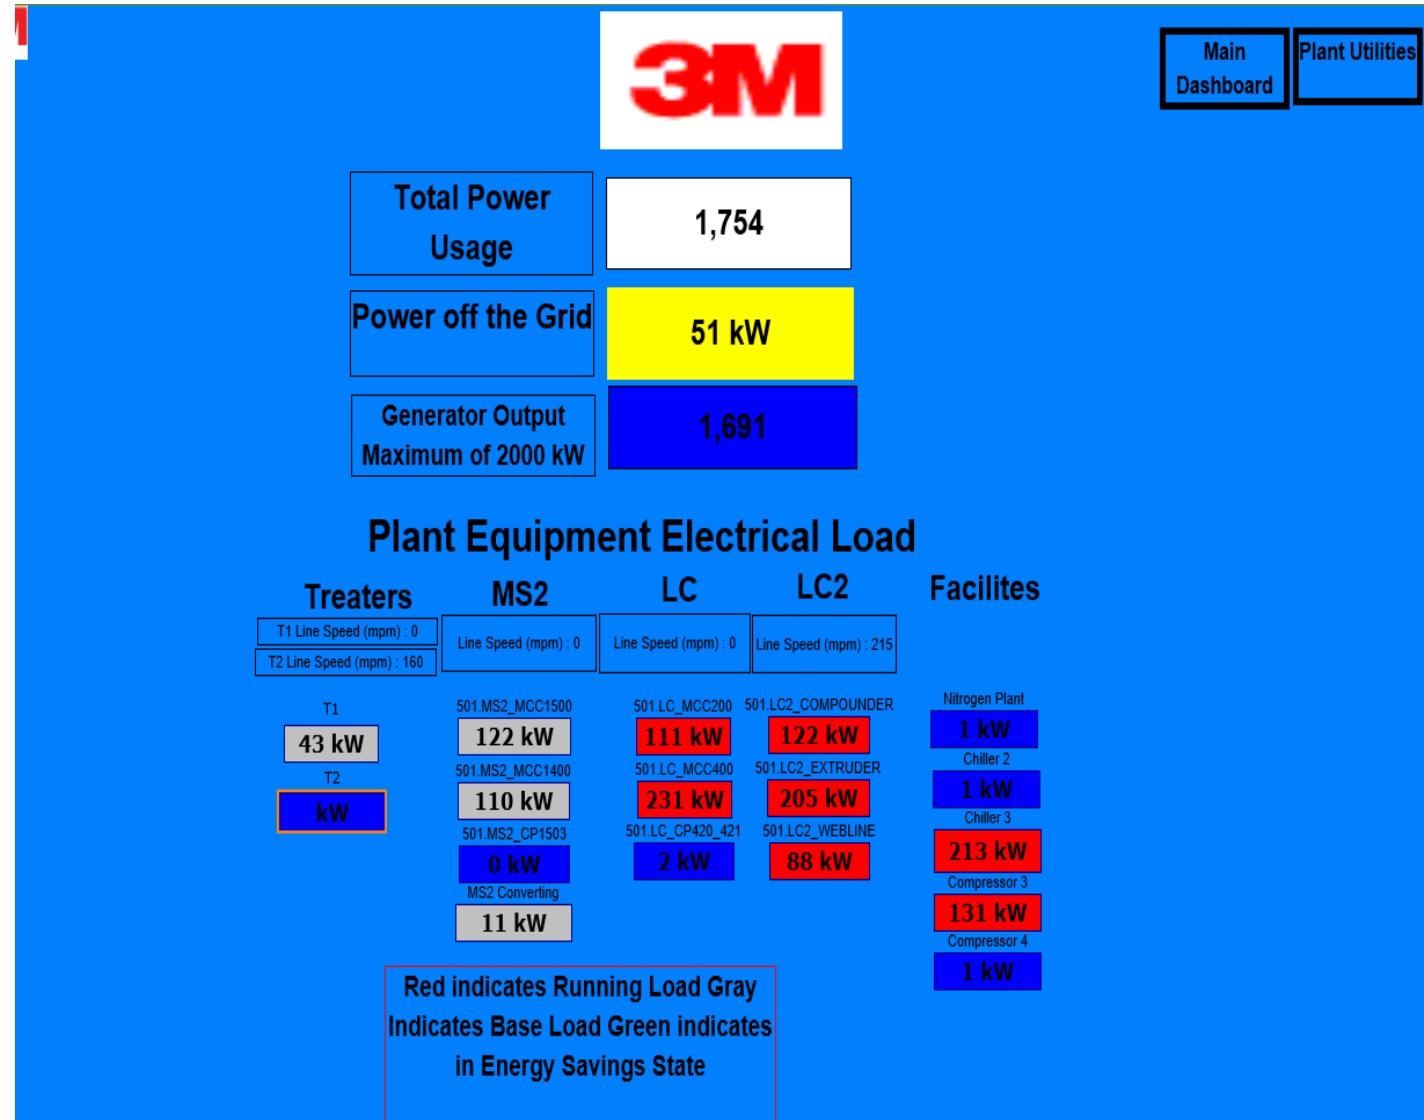 3M
Main
Dashboard
Plant Utilities
Total Power
Usage
1,754
Power off the Grid
51 kW
Generator Output
Maximum of 2000 kW
1,691
Plant Equipment Electrical Load
Treaters
MS2
LC
LC2
Facilites
T1 Line Speed (mpm) : 0
T2 Line Speed (mpm) : 160
Line Speed (mpm) : 0
Line Speed (mpm) : 0
Line Speed (mpm) : 215
T1
43 kW
T2
kW
501.MS2_MCC1500
122 kW
501.MS2_MCC1400
110 kW
501.MS2_CP1503
0 kW
MS2 Converting
11 kW
501.LC_MCC200
111 kW
501.LC_MCC400
231 kW
501.LC_CP420_421
2 kW
501.LC2_COMPOUNDER
122 kW
501.LC2_EXTRUDER
205 kW
501.LC2_WEBLINE
88 kW
Nitrogen Plant
1 kW
Chiller 2
1 kW
Chiller 3
213 kW
Compressor 3
131 kW
Compressor 4
1 kW
Red indicates Running Load Gray
Indicates Base Load Green indicates
in Energy Savings State